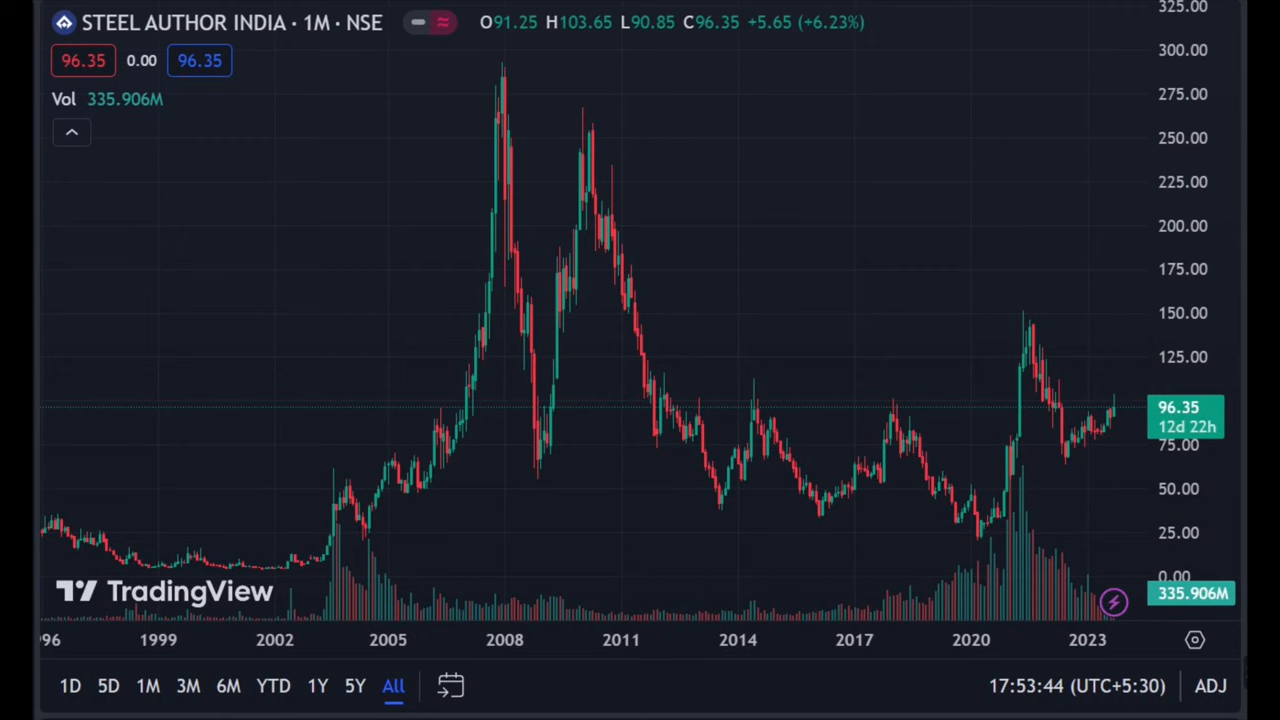 STEEL AUTHOR INDIA · 1M · NSE O91.25 H103.65 L90.85 C96.35 +5.65 (+6.23%)
96.35 0.00 96.35
Vol 335.906M
325.00
300.00
275.00
250.00
225.00
200.00
175.00
150.00
125.00
96.35
12d 22h
75.00
50.00
25.00
0.00
335.906M
TradingView
996 1999 2002 2005 2008 2011 2014 2017 2020 2023
1D 5D 1M 3M 6M YTD 1Y 5Y All 17:53:44 (UTC+5:30) ADJ